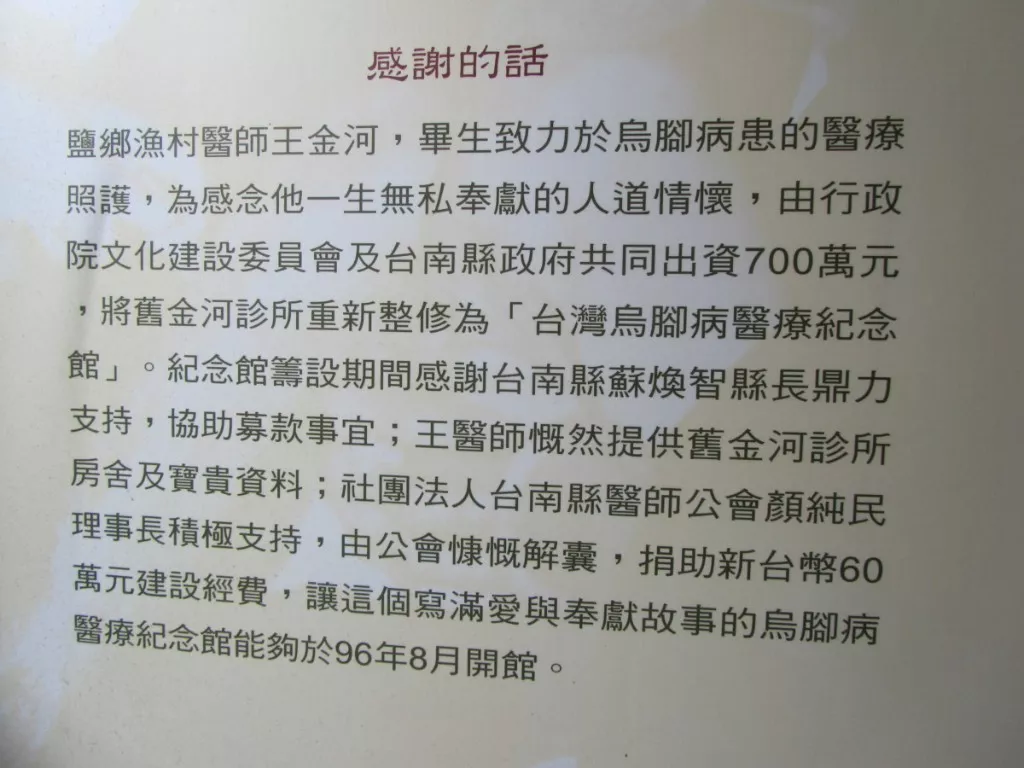 感謝的話
鹽鄉漁村醫師王金河，畢生致力於烏腳病患的醫療
照護，為感念他一生無私奉獻的人道情懷，由行政
院文化建設委員會及台南縣政府共同出資700萬元
，將舊金河診所重新整修為「台灣烏腳病醫療紀念
館」。紀念館籌設期間感謝台南縣蘇煥智縣長鼎力
支持，協助募款事宜；王醫師慨然提供舊金河診所
房舍及寶貴資料；社團法人台南縣醫師公會顏純民
理事長積極支持，由公會慷慨解囊，捐助新台幣60
萬元建設經費，讓這個寫滿愛與奉獻故事的烏腳病
醫療紀念館能夠於96年8月開館。